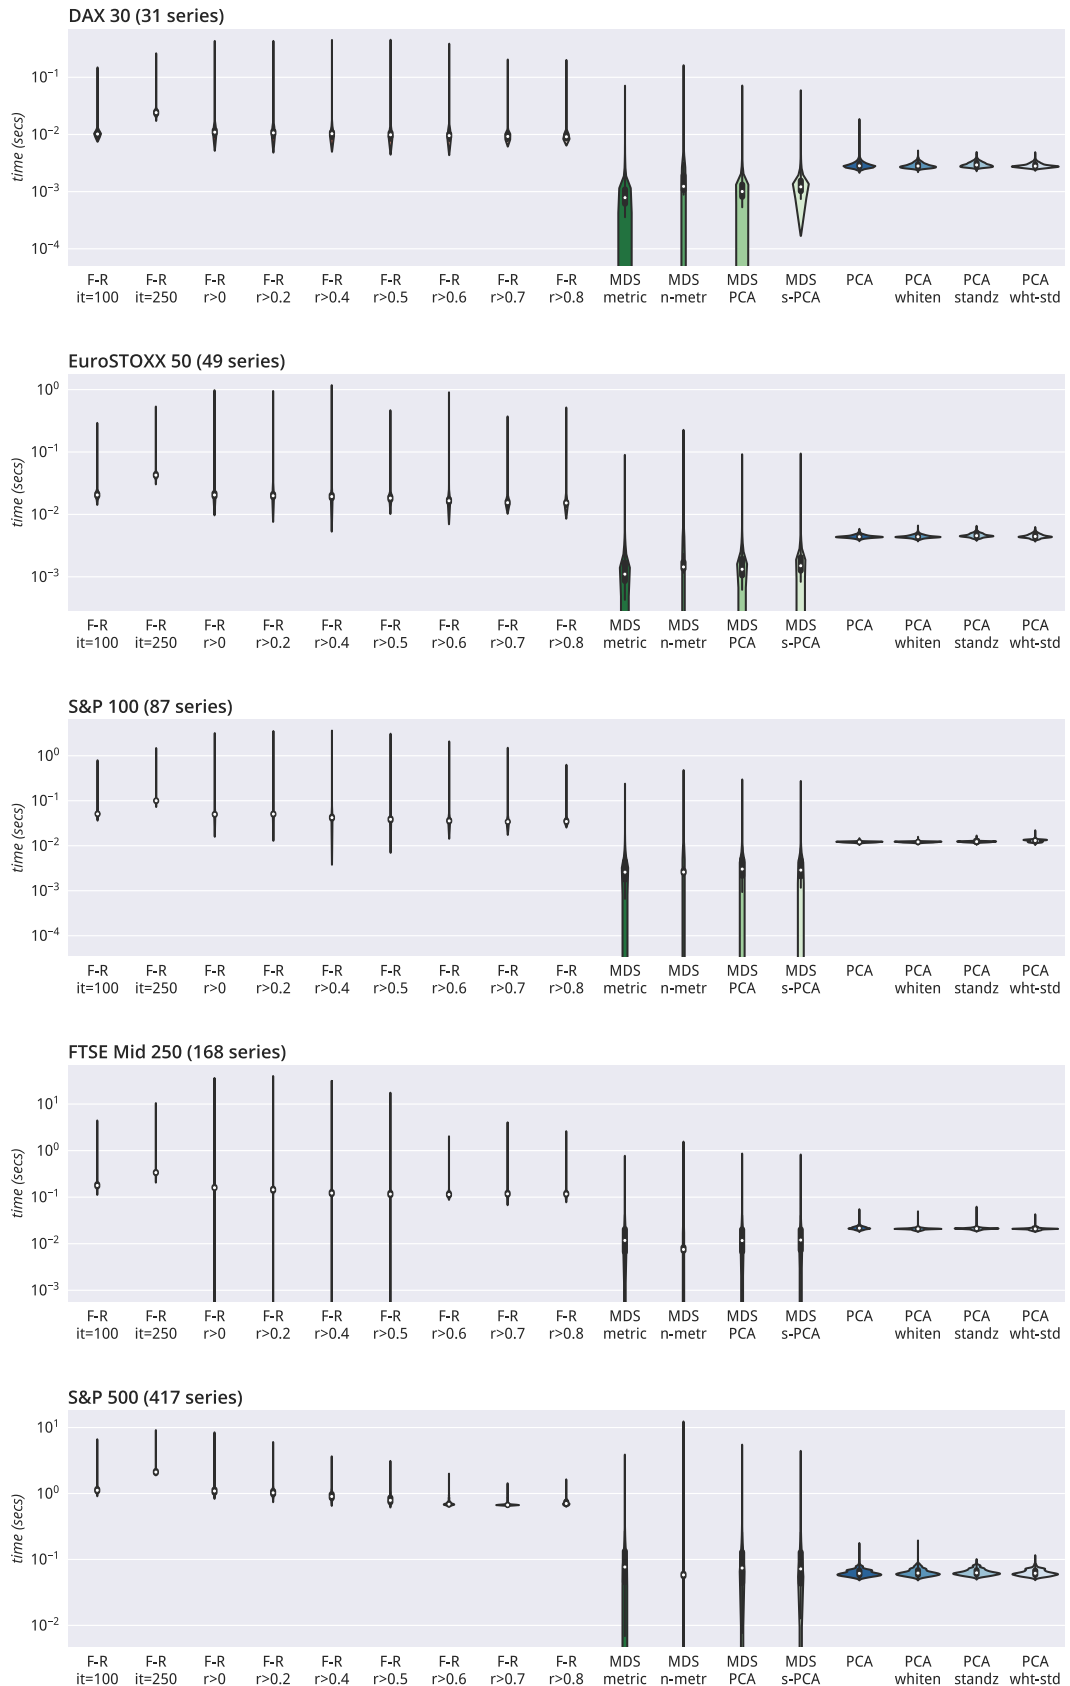 DAX 30 (31 series)
time (secs)
10⁻¹
10⁻²
10⁻³
10⁻⁴
F-R F-R F-R F-R F-R F-R F-R F-R F-R MDS MDS MDS MDS PCA PCA PCA PCA
it=100 it=250 r>0 r>0.2 r>0.4 r>0.5 r>0.6 r>0.7 r>0.8 metric n-metr PCA s-PCA whiten standz wht-std
EuroSTOXX 50 (49 series)
time (secs)
10⁰
10⁻¹
10⁻²
10⁻³
F-R F-R F-R F-R F-R F-R F-R F-R F-R MDS MDS MDS MDS PCA PCA PCA PCA
it=100 it=250 r>0 r>0.2 r>0.4 r>0.5 r>0.6 r>0.7 r>0.8 metric n-metr PCA s-PCA whiten standz wht-std
S&P 100 (87 series)
time (secs)
10⁰
10⁻¹
10⁻²
10⁻³
10⁻⁴
F-R F-R F-R F-R F-R F-R F-R F-R F-R MDS MDS MDS MDS PCA PCA PCA PCA
it=100 it=250 r>0 r>0.2 r>0.4 r>0.5 r>0.6 r>0.7 r>0.8 metric n-metr PCA s-PCA whiten standz wht-std
FTSE Mid 250 (168 series)
time (secs)
10¹
10⁰
10⁻¹
10⁻²
10⁻³
F-R F-R F-R F-R F-R F-R F-R F-R F-R MDS MDS MDS MDS PCA PCA PCA PCA
it=100 it=250 r>0 r>0.2 r>0.4 r>0.5 r>0.6 r>0.7 r>0.8 metric n-metr PCA s-PCA whiten standz wht-std
S&P 500 (417 series)
time (secs)
10¹
10⁰
10⁻¹
10⁻²
F-R F-R F-R F-R F-R F-R F-R F-R F-R MDS MDS MDS MDS PCA PCA PCA PCA
it=100 it=250 r>0 r>0.2 r>0.4 r>0.5 r>0.6 r>0.7 r>0.8 metric n-metr PCA s-PCA whiten standz wht-std